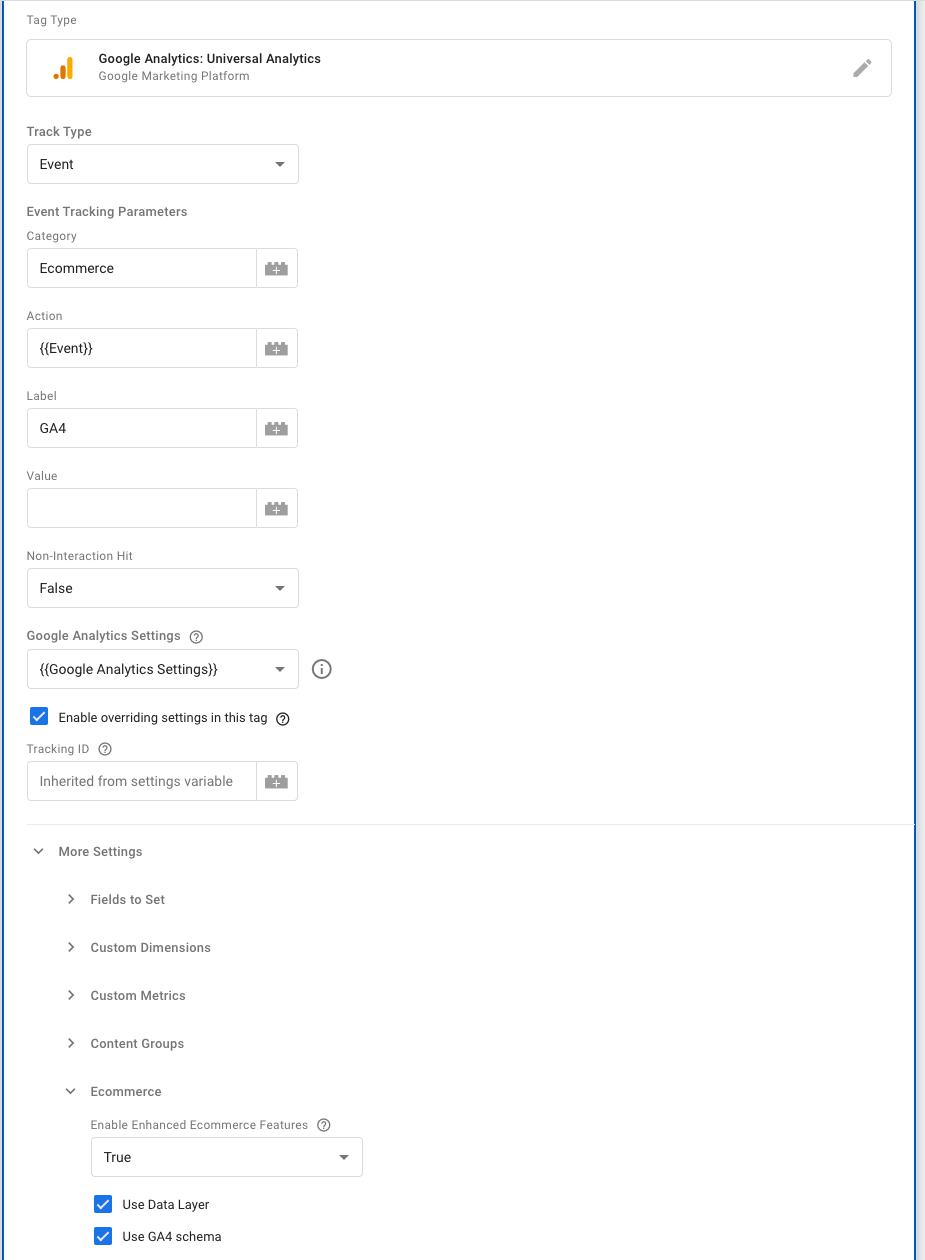 Tag Type
Google Analytics: Universal Analytics
Google Marketing Platform
Track Type
Event
Event Tracking Parameters
Category
Ecommerce
Action
{{Event}}
Label
GA4
Value
Non-Interaction Hit
False
Google Analytics Settings
{{Google Analytics Settings}}
Enable overriding settings in this tag
Tracking ID
Inherited from settings variable
More Settings
Fields to Set
Custom Dimensions
Custom Metrics
Content Groups
Ecommerce
Enable Enhanced Ecommerce Features
True
Use Data Layer
Use GA4 schema